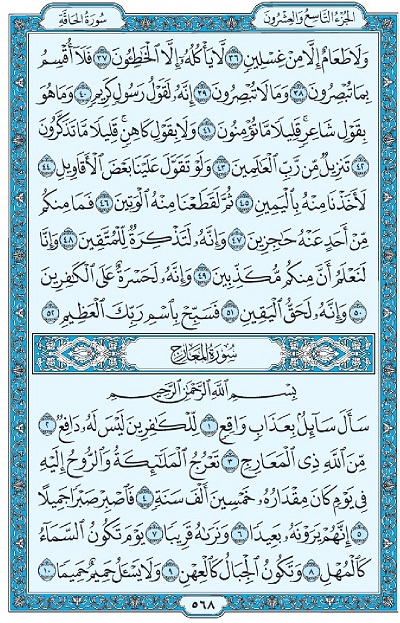 الجزء التاسع والعشرون
سورة الحاقة
وَلَا طَعَامٌ إِلَّا مِنْ غِسْلِينٍ ٣٦ لَّا يَأْكُلُهُۥٓ إِلَّا ٱلْخَٰطِـُٔونَ ٣٧ فَلَآ أُقْسِمُ
بِمَا تُبْصِرُونَ ٣٨ وَمَا لَا تُبْصِرُونَ ٣٩ إِنَّهُۥ لَقَوْلُ رَسُولٍ كَرِيمٍ ٤٠ وَمَا هُوَ
بِقَوْلِ شَاعِرٍ ۚ قَلِيلًا مَّا تُؤْمِنُونَ ٤١ وَلَا بِقَوْلِ كَاهِنٍ ۚ قَلِيلًا مَّا تَذَكَّرُونَ
٤٢ تَنزِيلٌ مِّن رَّبِّ ٱلْعَٰلَمِينَ ٤٣ وَلَوْ تَقَوَّلَ عَلَيْنَا بَعْضَ ٱلْأَقَاوِيلِ ٤٤
لَأَخَذْنَا مِنْهُ بِٱلْيَمِينِ ٤٥ ثُمَّ لَقَطَعْنَا مِنْهُ ٱلْوَتِينَ ٤٦ فَمَا مِنكُم
مِّنْ أَحَدٍ عَنْهُ حَٰجِزِينَ ٤٧ وَإِنَّهُۥ لَتَذْكِرَةٌ لِّلْمُتَّقِينَ ٤٨ وَإِنَّا
لَنَعْلَمُ أَنَّ مِنكُم مُّكَذِّبِينَ ٤٩ وَإِنَّهُۥ لَحَسْرَةٌ عَلَى ٱلْكَٰفِرِينَ
٥٠ وَإِنَّهُۥ لَحَقُّ ٱلْيَقِينِ ٥١ فَسَبِّحْ بِٱسْمِ رَبِّكَ ٱلْعَظِيمِ ٥٢
سورة المعارج
بِسْمِ ٱللَّهِ ٱلرَّحْمَٰنِ ٱلرَّحِيمِ
سَأَلَ سَآئِلٌۢ بِعَذَابٍ وَاقِعٍ ١ لِّلْكَٰفِرِينَ لَيْسَ لَهُۥ دَافِعٌ ٢
مِّنَ ٱللَّهِ ذِى ٱلْمَعَارِجِ ٣ تَعْرُجُ ٱلْمَلَٰٓئِكَةُ وَٱلرُّوحُ إِلَيْهِ
فِى يَوْمٍ كَانَ مِقْدَارُهُۥ خَمْسِينَ أَلْفَ سَنَةٍ ٤ فَٱصْبِرْ صَبْرًا جَمِيلًا
٥ إِنَّهُمْ يَرَوْنَهُۥ بَعِيدًا ٦ وَنَرَىٰهُ قَرِيبًا ٧ يَوْمَ تَكُونُ ٱلسَّمَآءُ
كَٱلْمُهْلِ ٨ وَتَكُونُ ٱلْجِبَالُ كَٱلْعِهْنِ ٩ وَلَا يَسْـَٔلُ حَمِيمٌ حَمِيمًا ١٠
٥٦٨